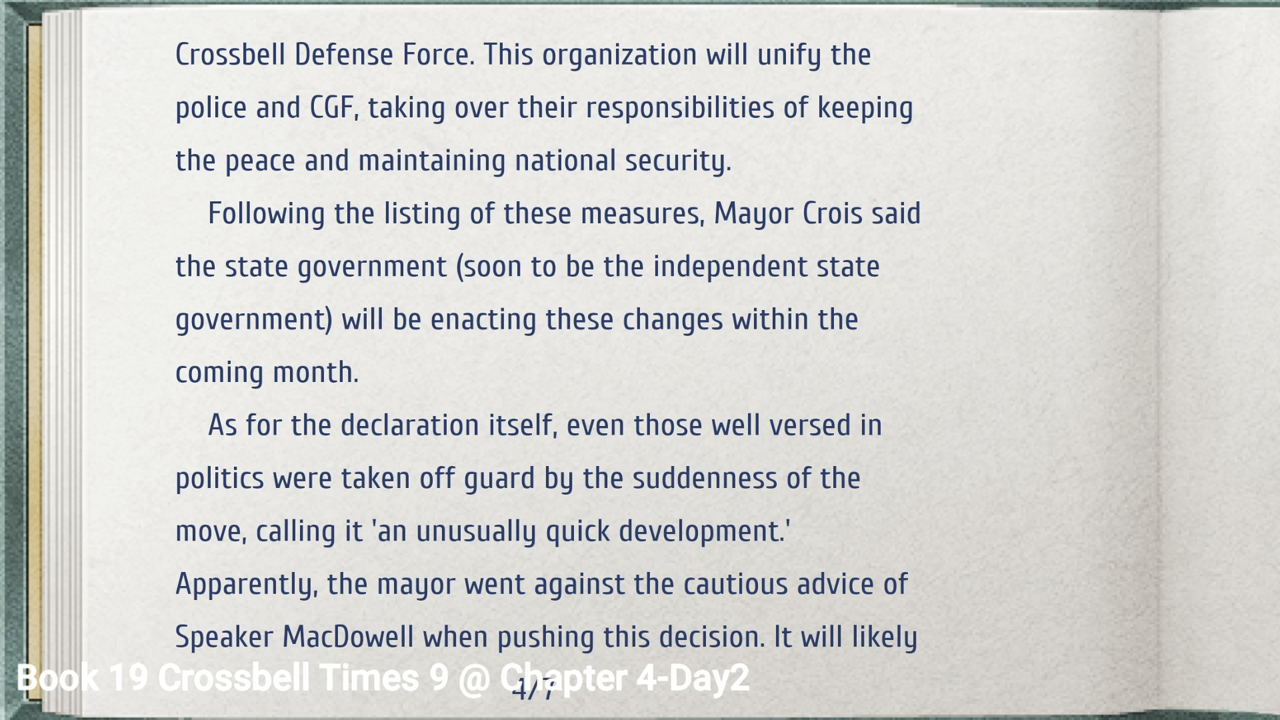 Crossbell Defense Force. This organization will unify the
police and CGF, taking over their responsibilities of keeping
the peace and maintaining national security.
Following the listing of these measures, Mayor Crois said
the state government (soon to be the independent state
government) will be enacting these changes within the
coming month.
As for the declaration itself, even those well versed in
politics were taken off guard by the suddenness of the
move, calling it 'an unusually quick development.'
Apparently, the mayor went against the cautious advice of
Speaker MacDowell when pushing this decision. It will likely
Book 19 Crossbell Times 9 @ Chapter 4-Day2
4/7